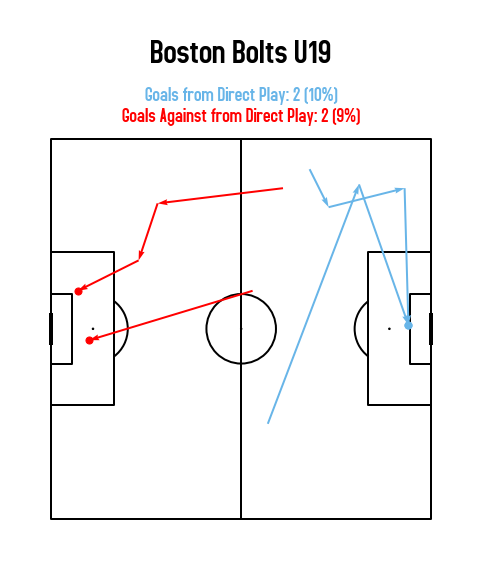 Boston Bolts U19
Goals from Direct Play: 2 (10%)
Goals Against from Direct Play: 2 (9%)